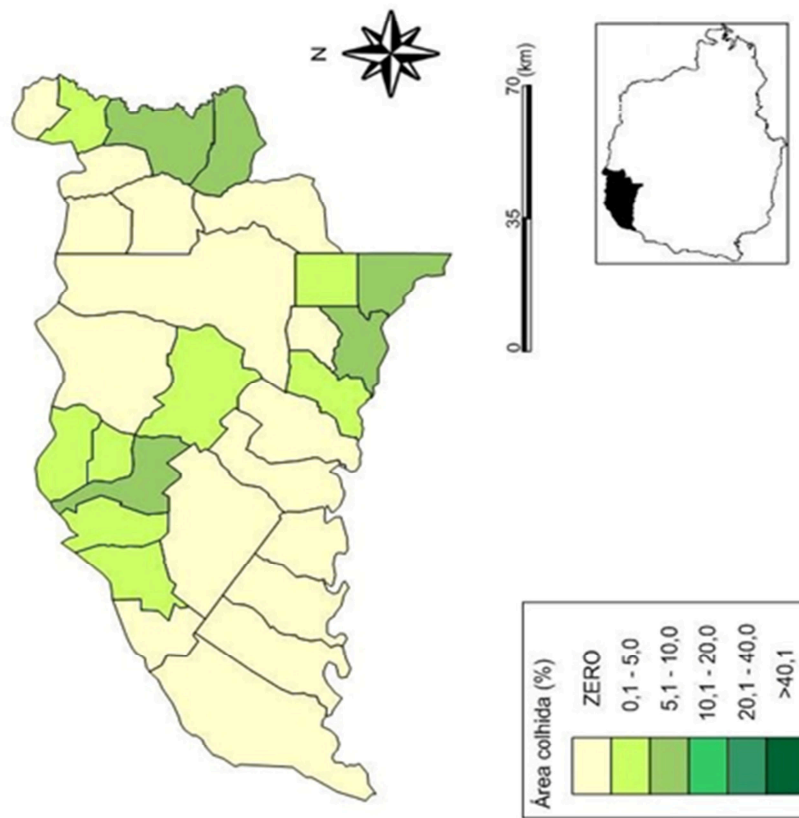 N
0 35 70 (km)
Área colhida (%)
ZERO
0,1 - 5,0
5,1 - 10,0
10,1 - 20,0
20,1 - 40,0
>40,1